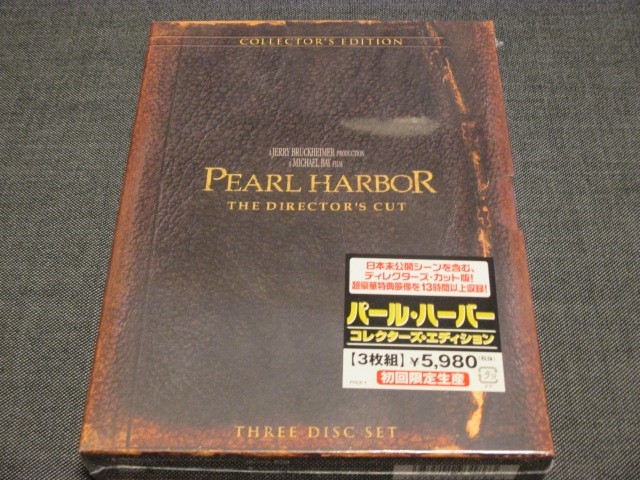 COLLECTOR'S EDITION
A JERRY BRUCKHEIMER PRODUCTION
A MICHAEL BAY FILM
PEARL HARBOR
THE DIRECTOR'S CUT
日本未公開シーンを含む、
ディレクターズ・カット版!
超豪華特典映像を13時間以上収録!
パール・ハーバー
コレクターズ・エディション
【3枚組】¥5,980(税抜)
初回限定生産
THREE DISC SET